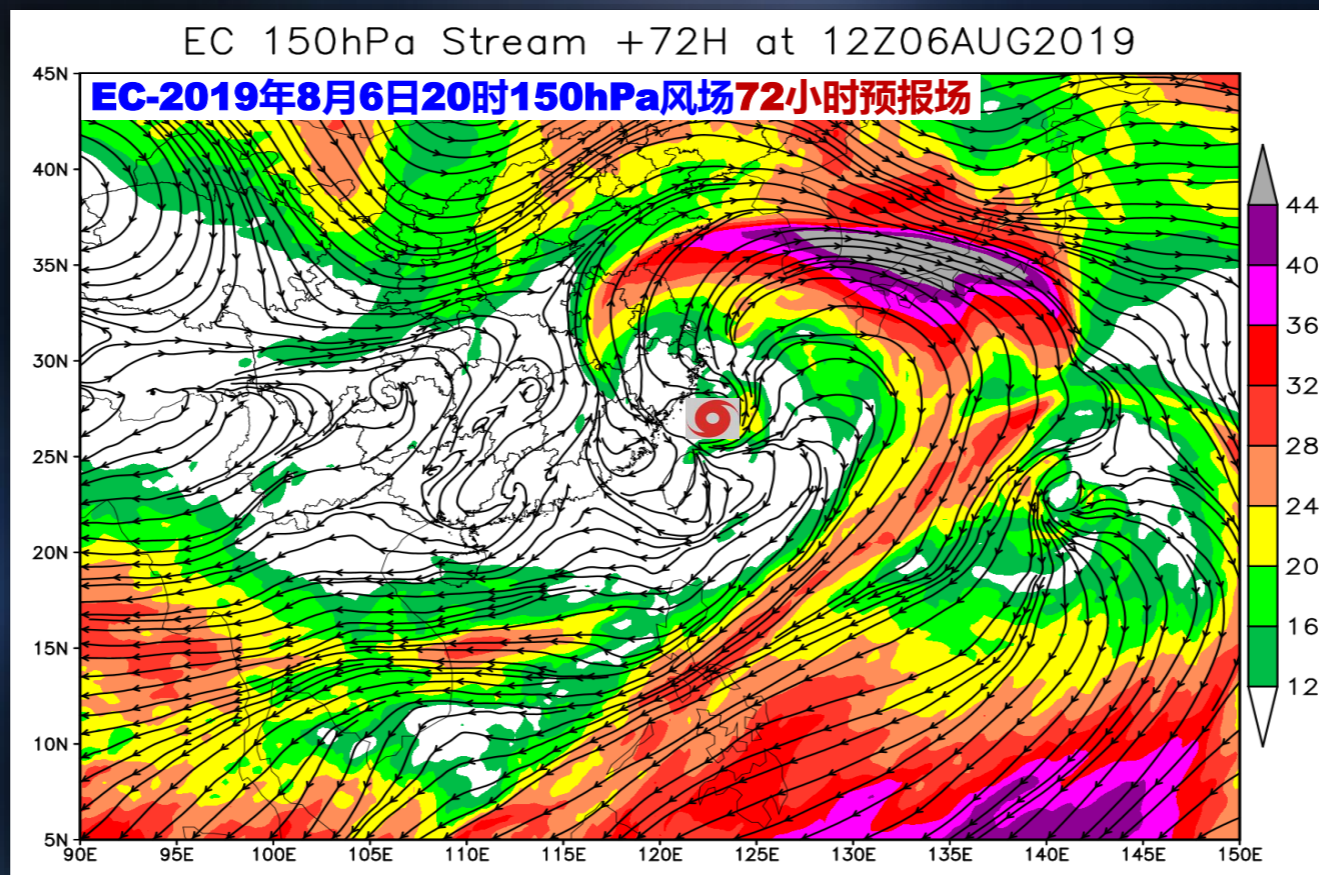 EC 150hPa Stream +72H at 12Z06AUG2019
EC-2019年8月6日20时150hPa风场72小时预报场
45N
40N
35N
30N
25N
20N
15N
10N
5N
90E 95E 100E 105E 110E 115E 120E 125E 130E 135E 140E 145E 150E
44
40
36
32
28
24
20
16
12